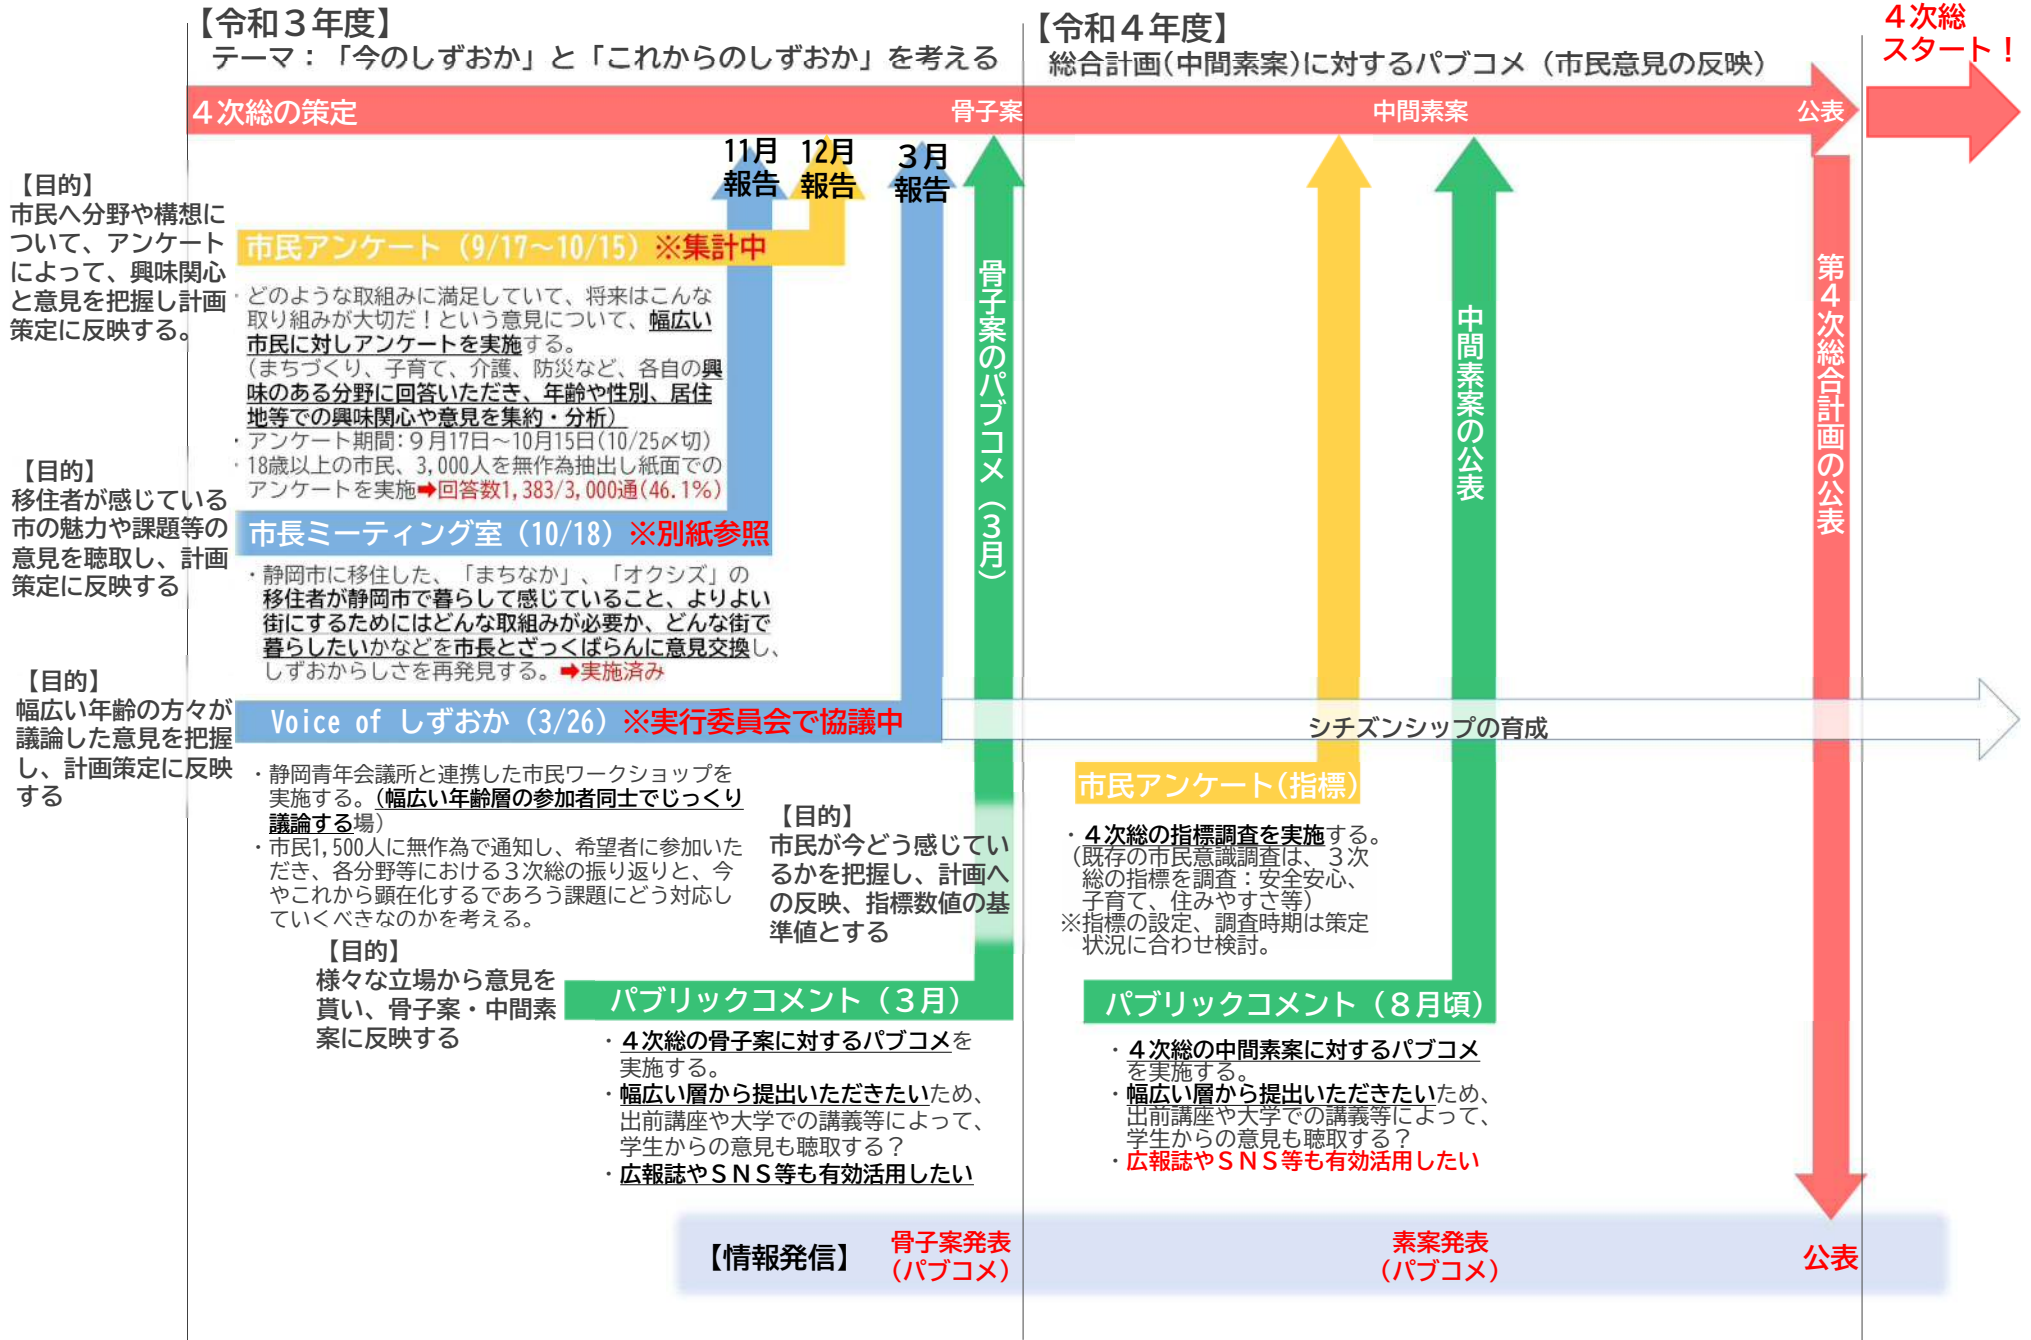 【令和３年度】
テーマ：「今のしずおか」と「これからのしずおか」を考える
【令和４年度】
総合計画(中間素案)に対するパブコメ（市民意見の反映）
４次総
スタート！
４次総の策定
骨子案
中間素案
公表
11月
報告
12月
報告
３月
報告
【目的】
市民へ分野や構想に
ついて、アンケート
によって、興味関心
と意見を把握し計画
策定に反映する。
市民アンケート（9/17～10/15）※集計中
・どのような取組みに満足していて、将来はこんな
取り組みが大切だ！という意見について、幅広い
市民に対しアンケートを実施する。
（まちづくり、子育て、介護、防災など、各自の興
味のある分野に回答いただき、年齢や性別、居住
地等での興味関心や意見を集約・分析）
・アンケート期間：９月17日～10月15日(10/25〆切)
・18歳以上の市民、3,000人を無作為抽出し紙面での
アンケートを実施➡回答数1,383/3,000通(46.1%)
【目的】
移住者が感じている
市の魅力や課題等の
意見を聴取し、計画
策定に反映する
市長ミーティング室（10/18）※別紙参照
・静岡市に移住した、「まちなか」、「オクシズ」の
移住者が静岡市で暮らして感じていること、よりよい
街にするためにはどんな取組みが必要か、どんな街で
暮らしたいかなどを市長とざっくばらんに意見交換し、
しずおからしさを再発見する。➡実施済み
【目的】
幅広い年齢の方々が
議論した意見を把握
し、計画策定に反映
する
Voice of しずおか（3/26）※実行委員会で協議中
・静岡青年会議所と連携した市民ワークショップを
実施する。（幅広い年齢層の参加者同士でじっくり
議論する場）
・市民1,500人に無作為で通知し、希望者に参加いた
だき、各分野等における３次総の振り返りと、今
やこれから顕在化するであろう課題にどう対応し
ていくべきなのかを考える。
骨子案のパブコメ（３月）
中間素案の公表
第４次総合計画の公表
シチズンシップの育成
【目的】
市民が今どう感じてい
るかを把握し、計画へ
の反映、指標数値の基
準値とする
市民アンケート(指標)
・４次総の指標調査を実施する。
（既存の市民意識調査は、３次
総の指標を調査：安全安心、
子育て、住みやすさ等）
※指標の設定、調査時期は策定
状況に合わせ検討。
【目的】
様々な立場から意見を
貰い、骨子案・中間素
案に反映する
パブリックコメント（３月）
・４次総の骨子案に対するパブコメを
実施する。
・幅広い層から提出いただきたいため、
出前講座や大学での講義等によって、
学生からの意見も聴取する？
・広報誌やＳＮＳ等も有効活用したい
パブリックコメント（８月頃）
・４次総の中間素案に対するパブコメ
を実施する。
・幅広い層から提出いただきたいため、
出前講座や大学での講義等によって、
学生からの意見も聴取する？
・広報誌やＳＮＳ等も有効活用したい
【情報発信】
骨子案発表
（パブコメ）
素案発表
（パブコメ）
公表